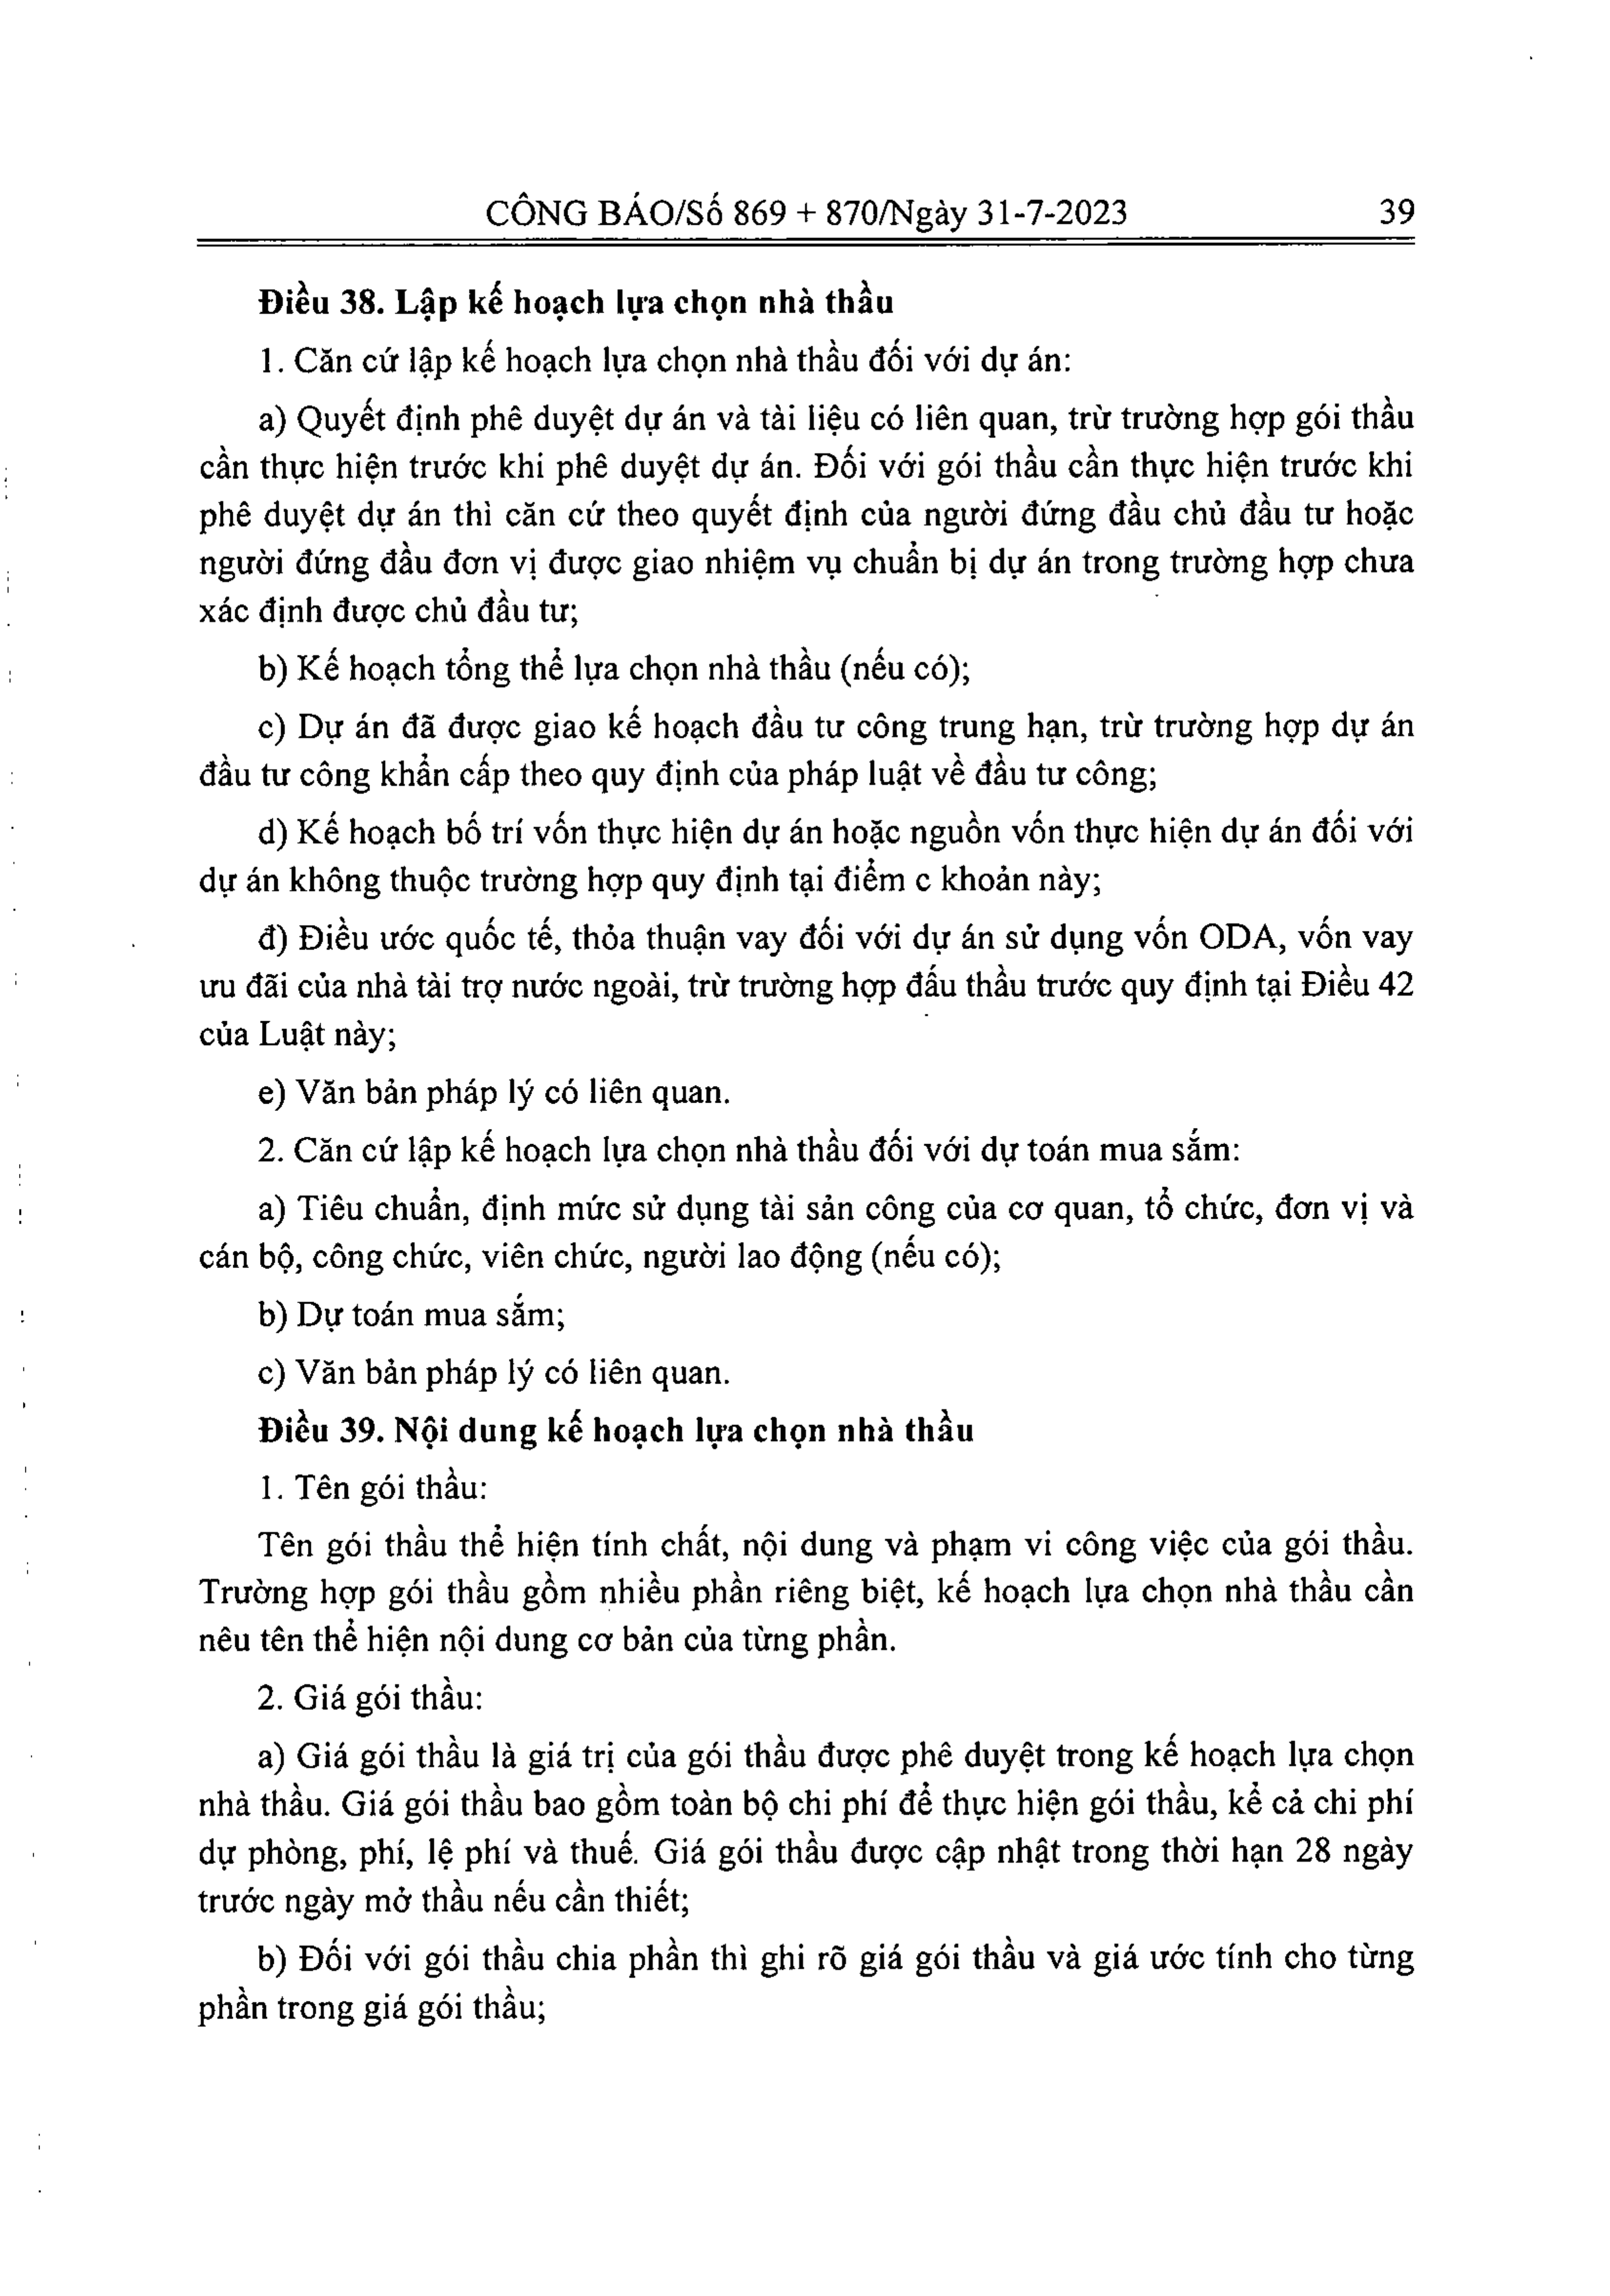 CÔNG BÁO/Số 869 + 870/Ngày 31-7-2023 39
Điều 38. Lập kế hoạch lựa chọn nhà thầu
1. Căn cứ lập kế hoạch lựa chọn nhà thầu đối với dự án:
a) Quyết định phê duyệt dự án và tài liệu có liên quan, trừ trường hợp gói thầu
cần thực hiện trước khi phê duyệt dự án. Đối với gói thầu cần thực hiện trước khi
phê duyệt dự án thì căn cứ theo quyết định của người đứng đầu chủ đầu tư hoặc
người đứng đầu đơn vị được giao nhiệm vụ chuẩn bị dự án trong trường hợp chưa
xác định được chủ đầu tư;
b) Kế hoạch tổng thể lựa chọn nhà thầu (nếu có);
c) Dự án đã được giao kế hoạch đầu tư công trung hạn, trừ trường hợp dự án
đầu tư công khẩn cấp theo quy định của pháp luật về đầu tư công;
d) Kế hoạch bố trí vốn thực hiện dự án hoặc nguồn vốn thực hiện dự án đối với
dự án không thuộc trường hợp quy định tại điểm c khoản này;
đ) Điều ước quốc tế, thỏa thuận vay đối với dự án sử dụng vốn ODA, vốn vay
ưu đãi của nhà tài trợ nước ngoài, trừ trường hợp đấu thầu trước quy định tại Điều 42
của Luật này;
e) Văn bản pháp lý có liên quan.
2. Căn cứ lập kế hoạch lựa chọn nhà thầu đối với dự toán mua sắm:
a) Tiêu chuẩn, định mức sử dụng tài sản công của cơ quan, tổ chức, đơn vị và
cán bộ, công chức, viên chức, người lao động (nếu có);
b) Dự toán mua sắm;
c) Văn bản pháp lý có liên quan.
Điều 39. Nội dung kế hoạch lựa chọn nhà thầu
1. Tên gói thầu:
Tên gói thầu thể hiện tính chất, nội dung và phạm vi công việc của gói thầu.
Trường hợp gói thầu gồm nhiều phần riêng biệt, kế hoạch lựa chọn nhà thầu cần
nêu tên thể hiện nội dung cơ bản của từng phần.
2. Giá gói thầu:
a) Giá gói thầu là giá trị của gói thầu được phê duyệt trong kế hoạch lựa chọn
nhà thầu. Giá gói thầu bao gồm toàn bộ chi phí để thực hiện gói thầu, kể cả chi phí
dự phòng, phí, lệ phí và thuế. Giá gói thầu được cập nhật trong thời hạn 28 ngày
trước ngày mở thầu nếu cần thiết;
b) Đối với gói thầu chia phần thì ghi rõ giá gói thầu và giá ước tính cho từng
phần trong giá gói thầu;